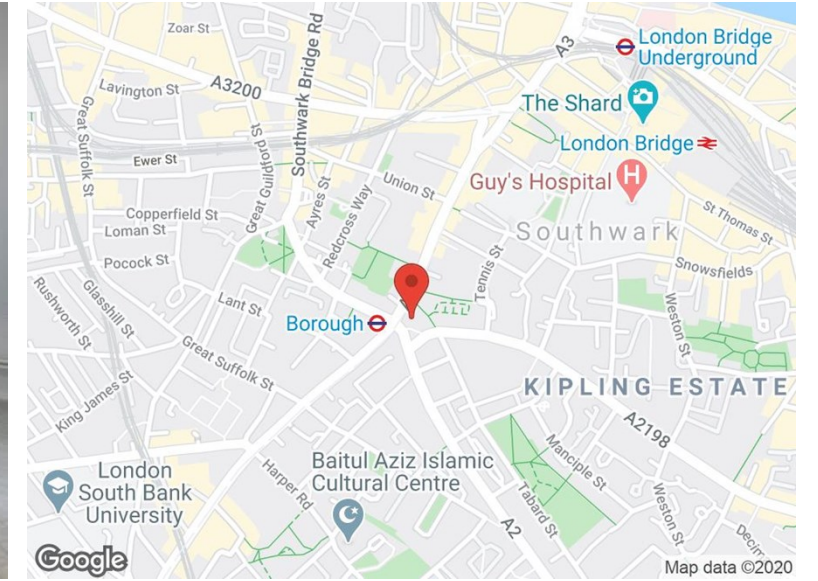 Zoar St
Lavington St
A3200
Southwark Bridge Rd
A3
London Bridge
Underground
The Shard
London Bridge
Great Suffolk St
Ewer St
Great Guildford St
Ayres St
Redcross Way
Union St
Guy's Hospital
H
St Thomas St
Southwark
Snowsfields
Copperfield St
Loman St
Pocock St
Tennis St
Weston St
Rushworth St
Glasshill St
Lant St
Borough
Great Suffolk St
KIPLING ESTATE
King James St
A2198
London
South Bank
University
Harper Rd
Baitul Aziz Islamic
Cultural Centre
Manciple St
Tabard St
A2
Weston St
Decim
Google
Map data ©2020